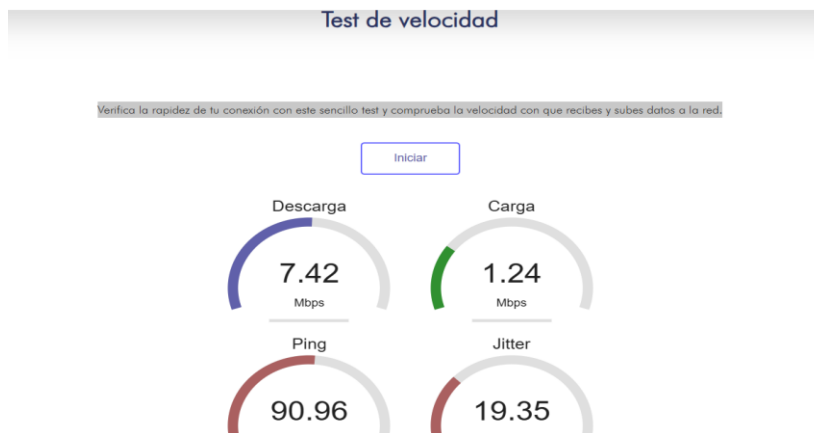 Test de velocidad
Verifica la rapidez de tu conexión con este sencillo test y comprueba la velocidad con que recibes y subes datos a la red.
Iniciar
Descarga
Carga
7.42
1.24
Mbps
Mbps
Ping
Jitter
90.96
19.35